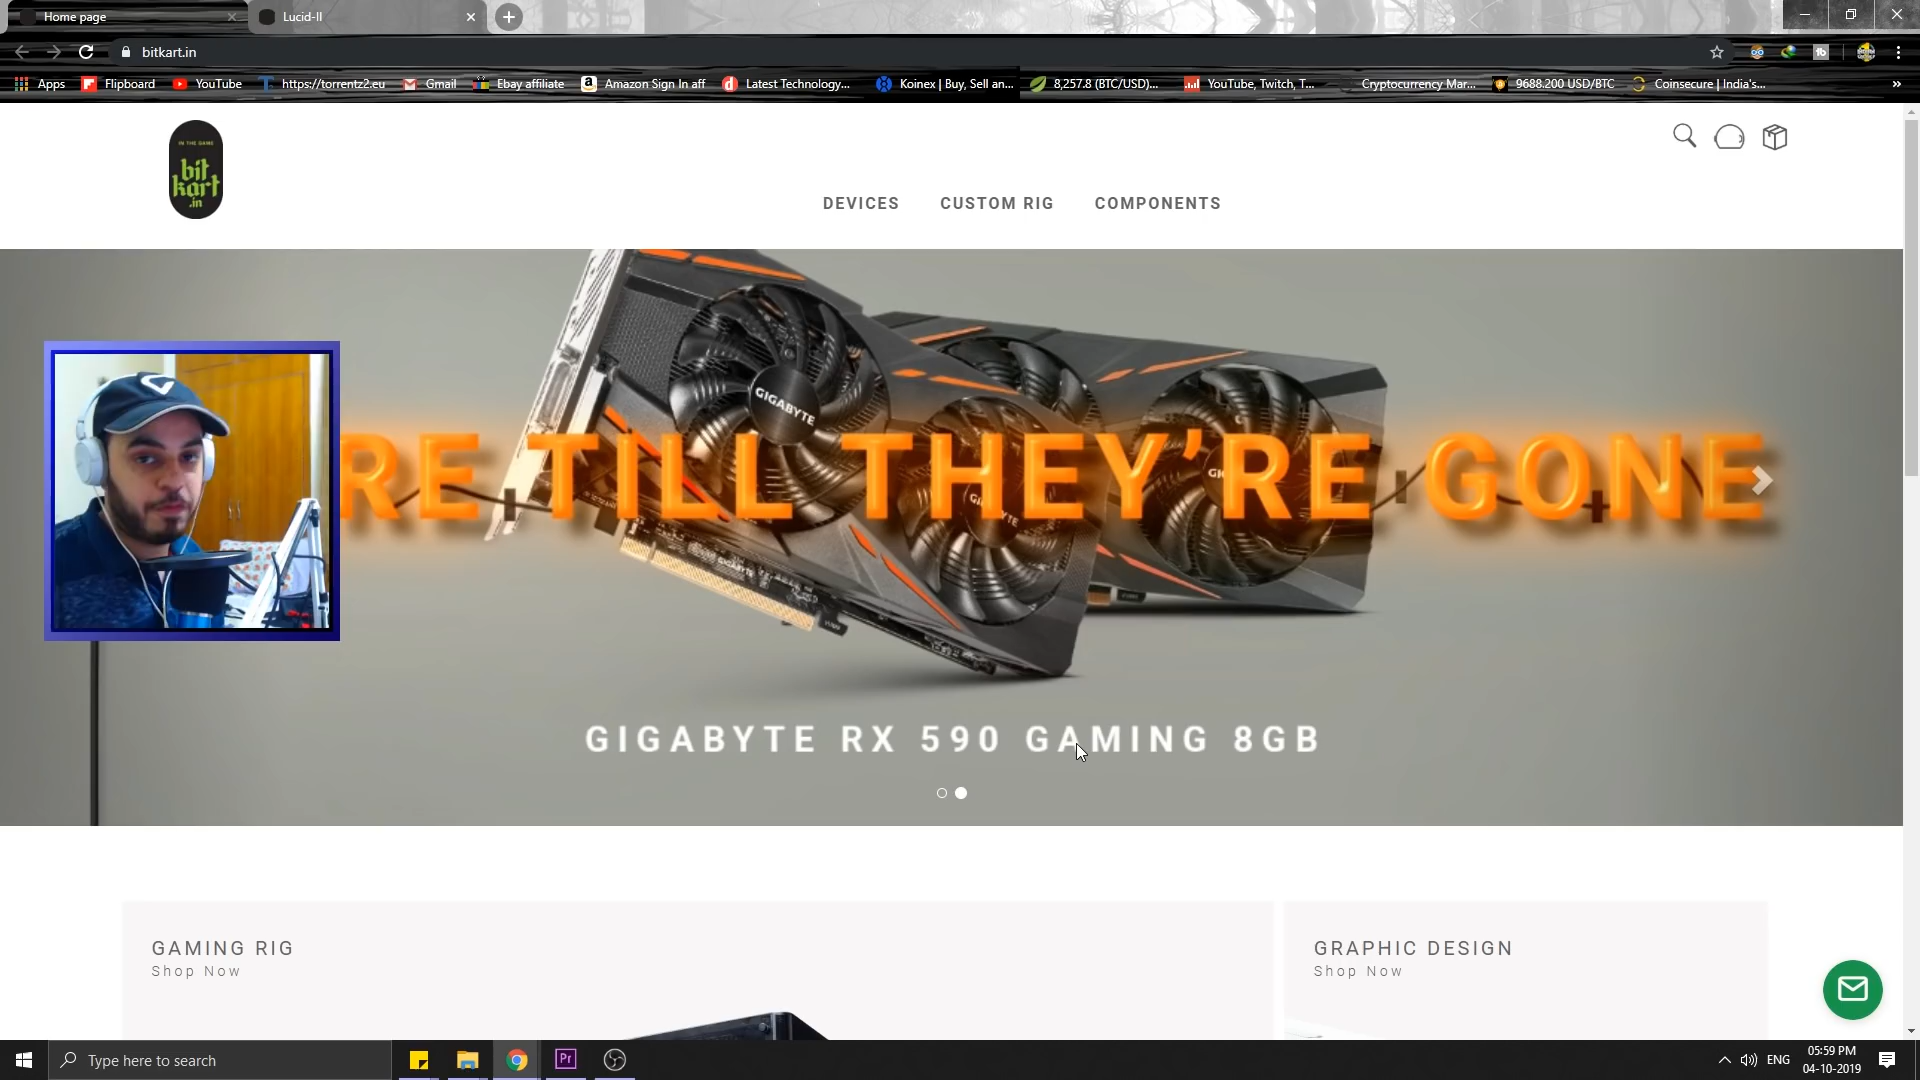 Home page
Lucid-II
bitkart.in
Apps
Flipboard
YouTube
https://torrentz2.eu
Gmail
Ebay affiliate
Amazon Sign In aff
Latest Technology...
Koinex | Buy, Sell an...
8,257.8 (BTC/USD)...
YouTube, Twitch, T...
Cryptocurrency Mar...
9688.200 USD/BTC
Coinsecure | India's...
IN THE GAME
bit
kart
.in
DEVICES
CUSTOM RIG
COMPONENTS
GIGABYTE
RE TILL THEY'RE GONE
GIGABYTE RX 590 GAMING 8GB
GAMING RIG
Shop Now
GRAPHIC DESIGN
Shop Now
Type here to search
Pr
ENG
05:59 PM
04-10-2019